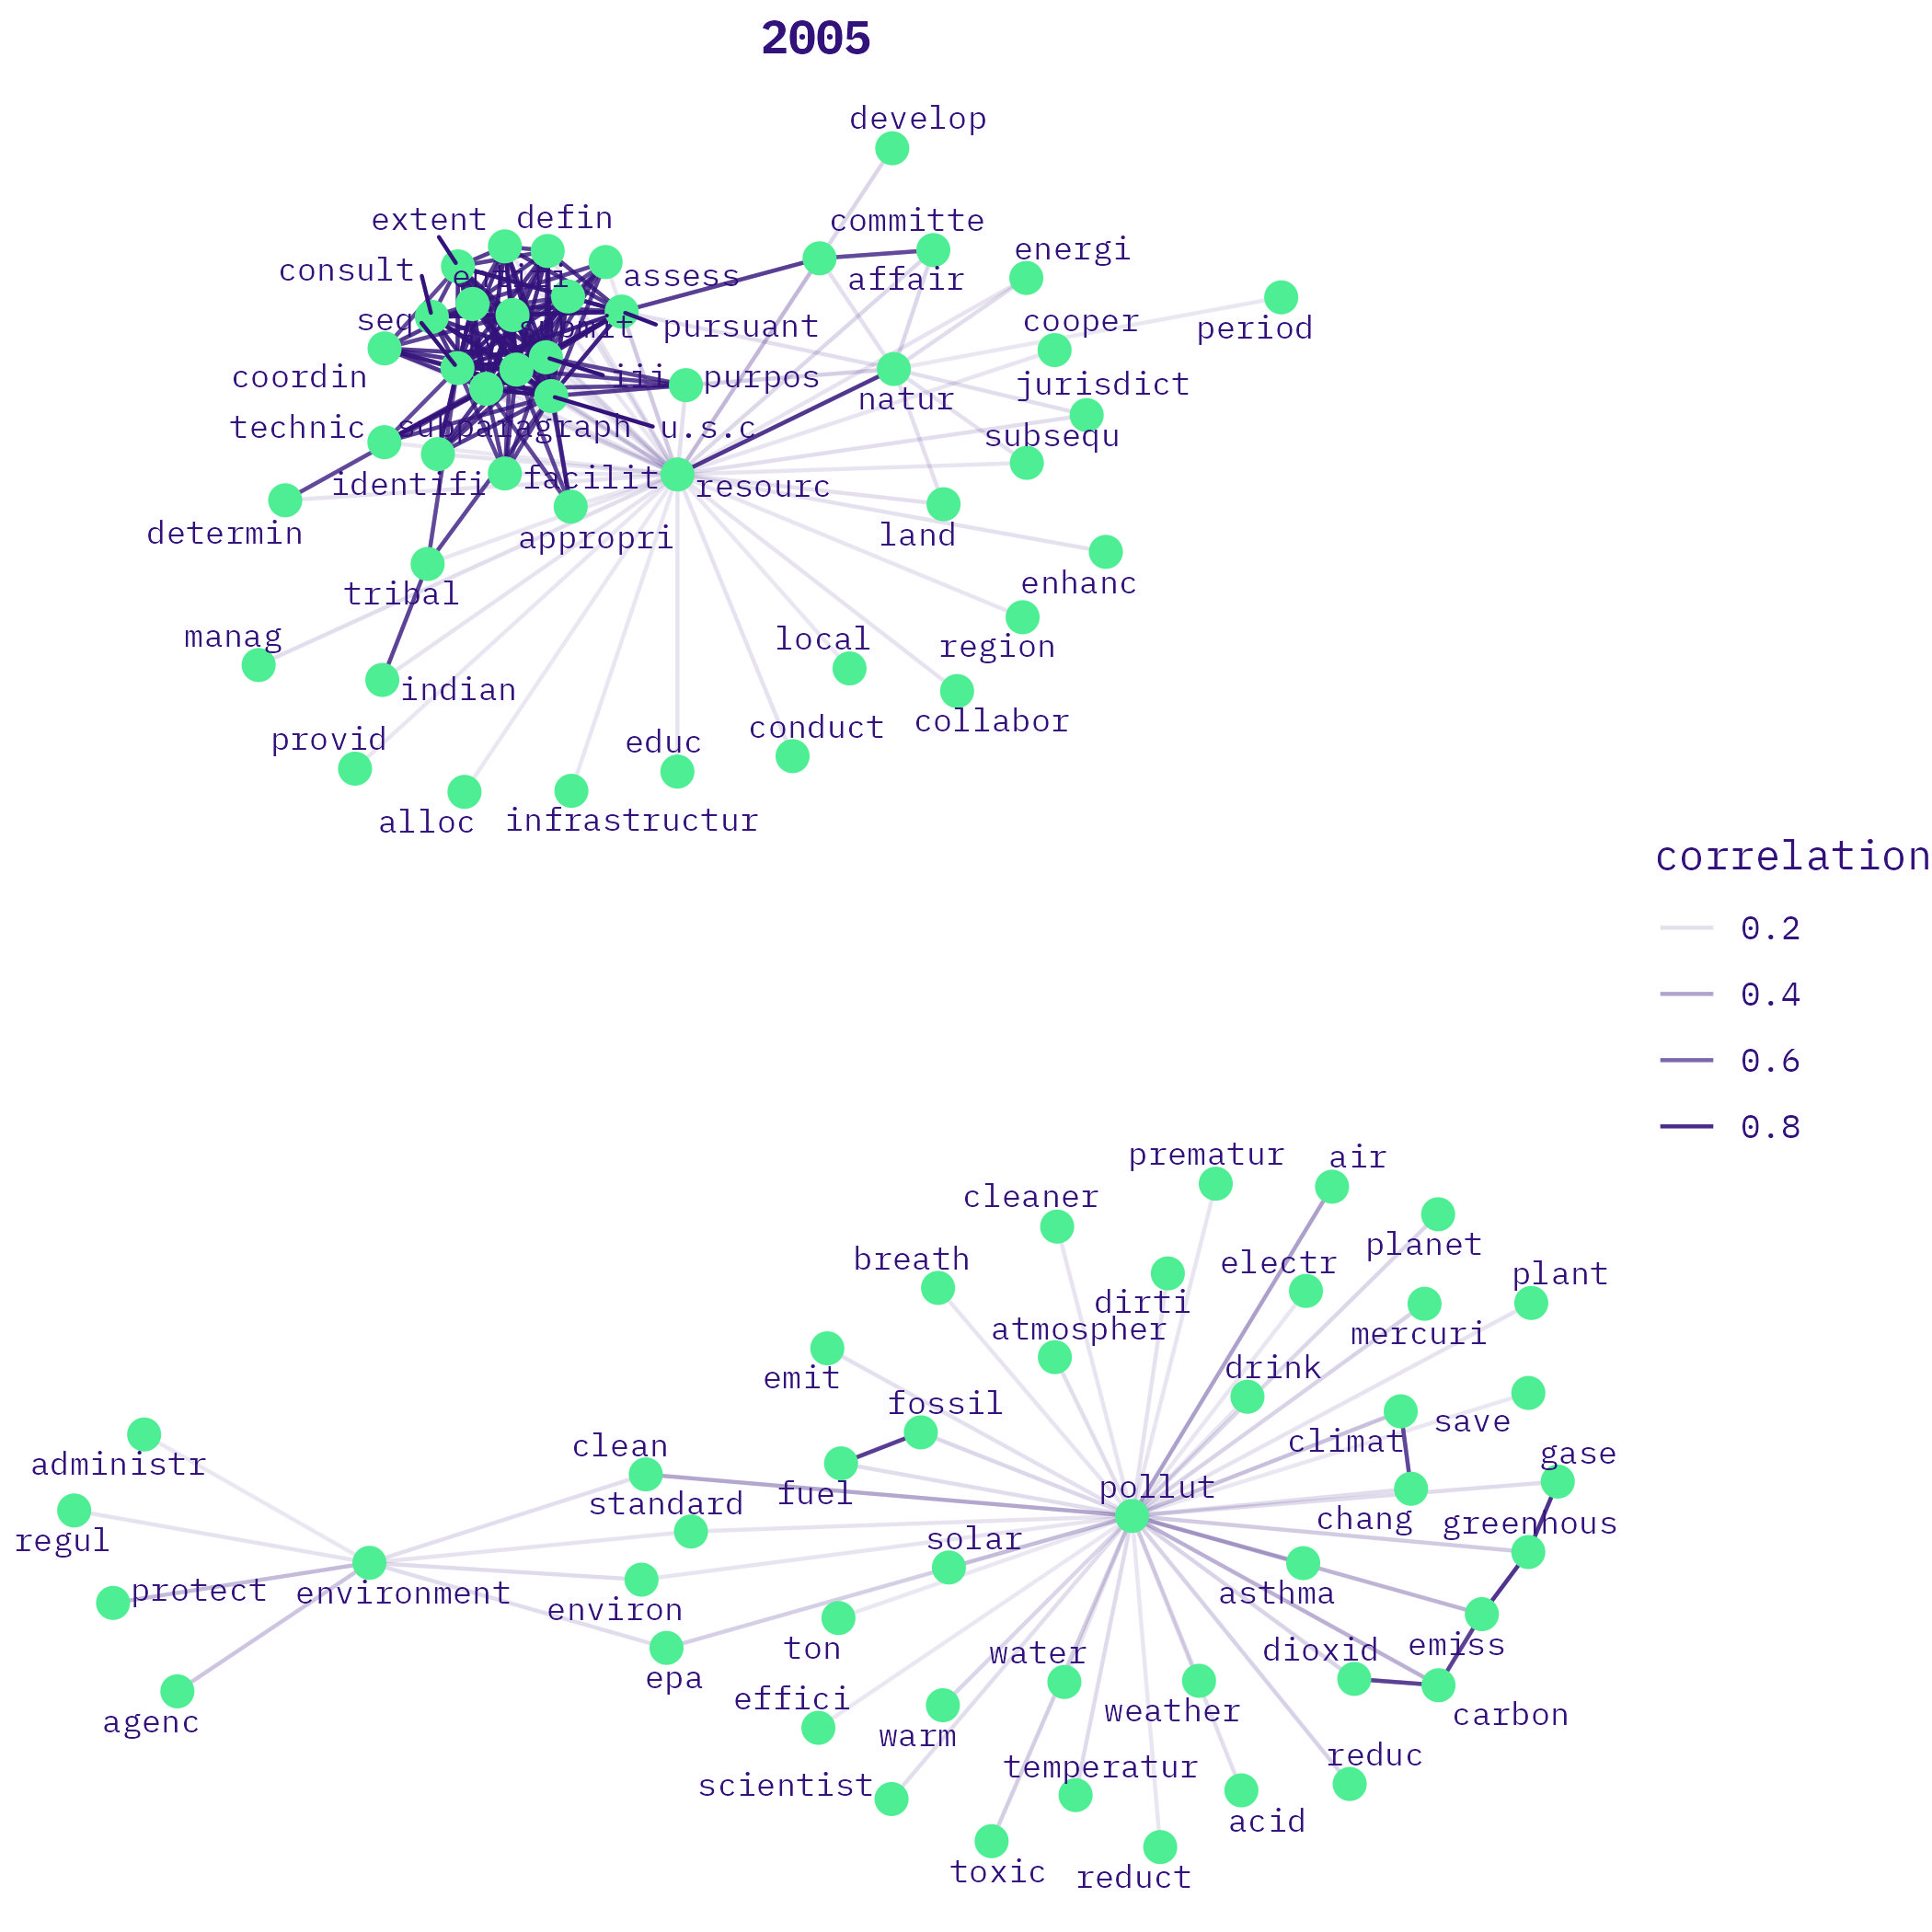 2005
develop
extent
defin
committe
energi
consult
assess
affair
seq
submit
pursuant
cooper
period
coordin
iii
purpos
natur
jurisdict
technic
subparagraph
u.s.c
subsequ
identifi
facilit
resourc
determin
appropri
land
tribal
enhanc
manag
local
region
indian
provid
educ
conduct
collabor
alloc
infrastructur
correlation
0.2
0.4
0.6
0.8
prematur
air
cleaner
planet
breath
electr
plant
dirti
atmospher
mercuri
emit
drink
fossil
save
clean
climat
gase
administr
fuel
pollut
standard
chang
greenhous
regul
solar
protect
environment
environ
asthma
ton
water
dioxid
emiss
epa
effici
weather
carbon
agenc
warm
temperatur
reduc
scientist
acid
toxic
reduct